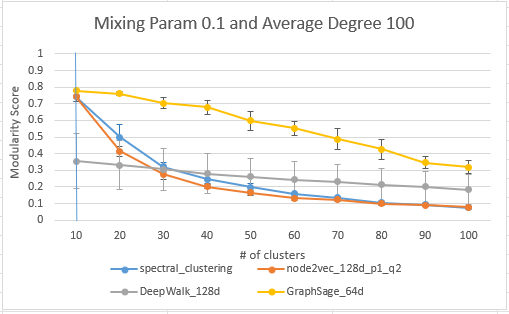 Mixing Param 0.1 and Average Degree 100
Modularity Score
1
0.9
0.8
0.7
0.6
0.5
0.4
0.3
0.2
0.1
0
10 20 30 40 50 60 70 80 90 100
# of clusters
spectral_clustering node2vec_128d_p1_q2
DeepWalk_128d GraphSage_64d